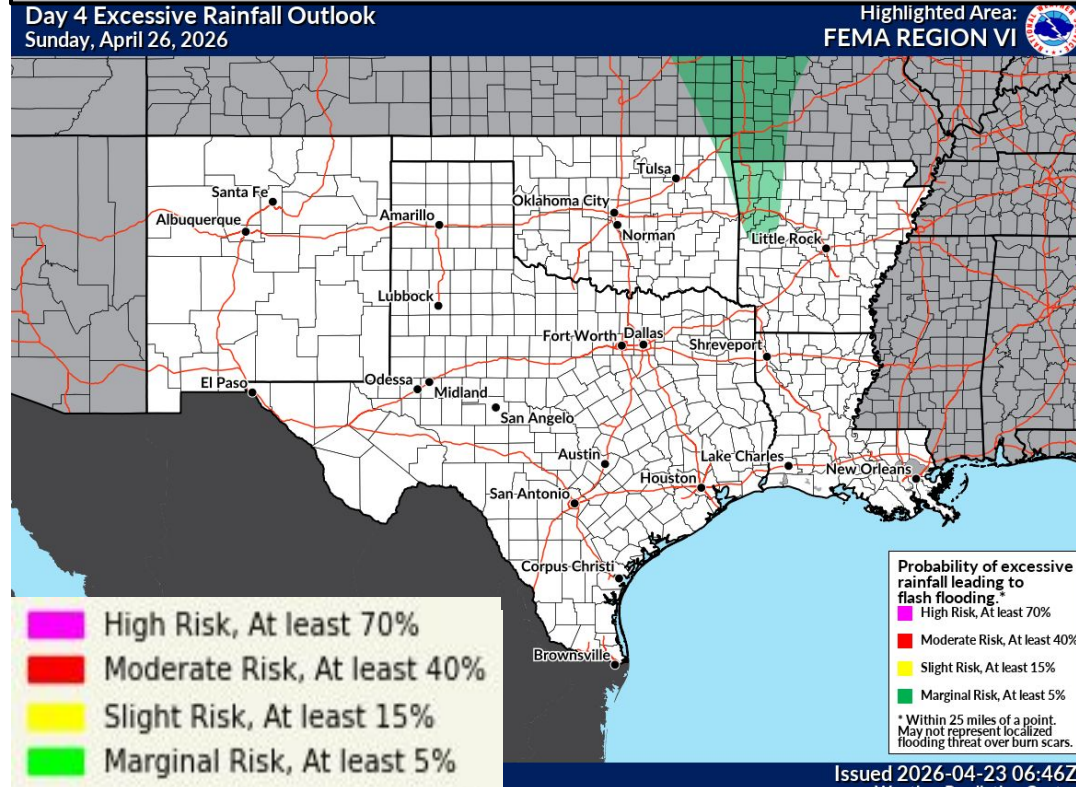 Day 4 Excessive Rainfall Outlook
Sunday, April 26, 2026
Highlighted Area:
FEMA REGION VI
Santa Fe
Albuquerque
Amarillo
Tulsa
Oklahoma City
Norman
Little Rock
Lubbock
Fort Worth
Dallas
Shreveport
El Paso
Odessa
Midland
San Angelo
Austin
Lake Charles
New Orleans
Houston
San Antonio
Corpus Christi
Brownsville
High Risk, At least 70%
Moderate Risk, At least 40%
Slight Risk, At least 15%
Marginal Risk, At least 5%
Probability of excessive
rainfall leading to
flash flooding.*
High Risk, At least 70%
Moderate Risk, At least 40%
Slight Risk, At least 15%
Marginal Risk, At least 5%
* Within 25 miles of a point.
May not represent localized
flooding threat over burn scars.
Issued 2026-04-23 06:46Z